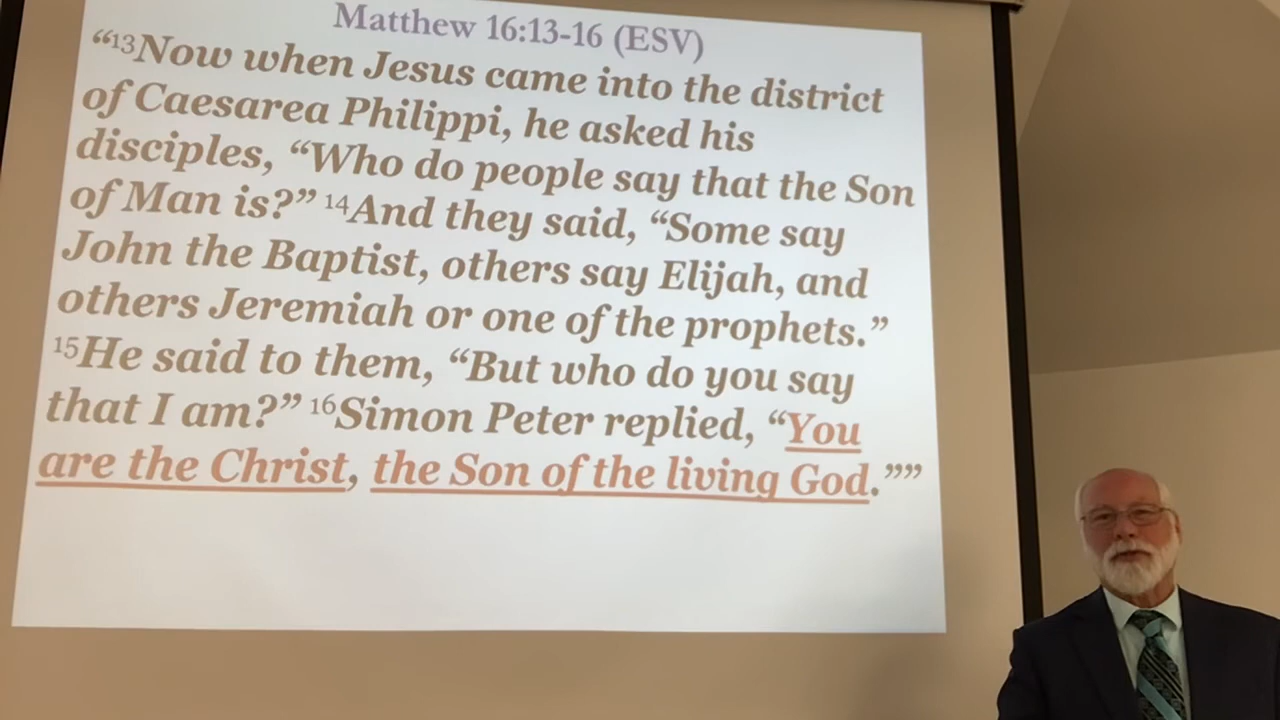 Matthew 16:13-16 (ESV)
“13Now when Jesus came into the district
of Caesarea Philippi, he asked his
disciples, “Who do people say that the Son
of Man is?” 14And they said, “Some say
John the Baptist, others say Elijah, and
others Jeremiah or one of the prophets.”
15He said to them, “But who do you say
that I am?” 16Simon Peter replied, “You
are the Christ, the Son of the living God.””